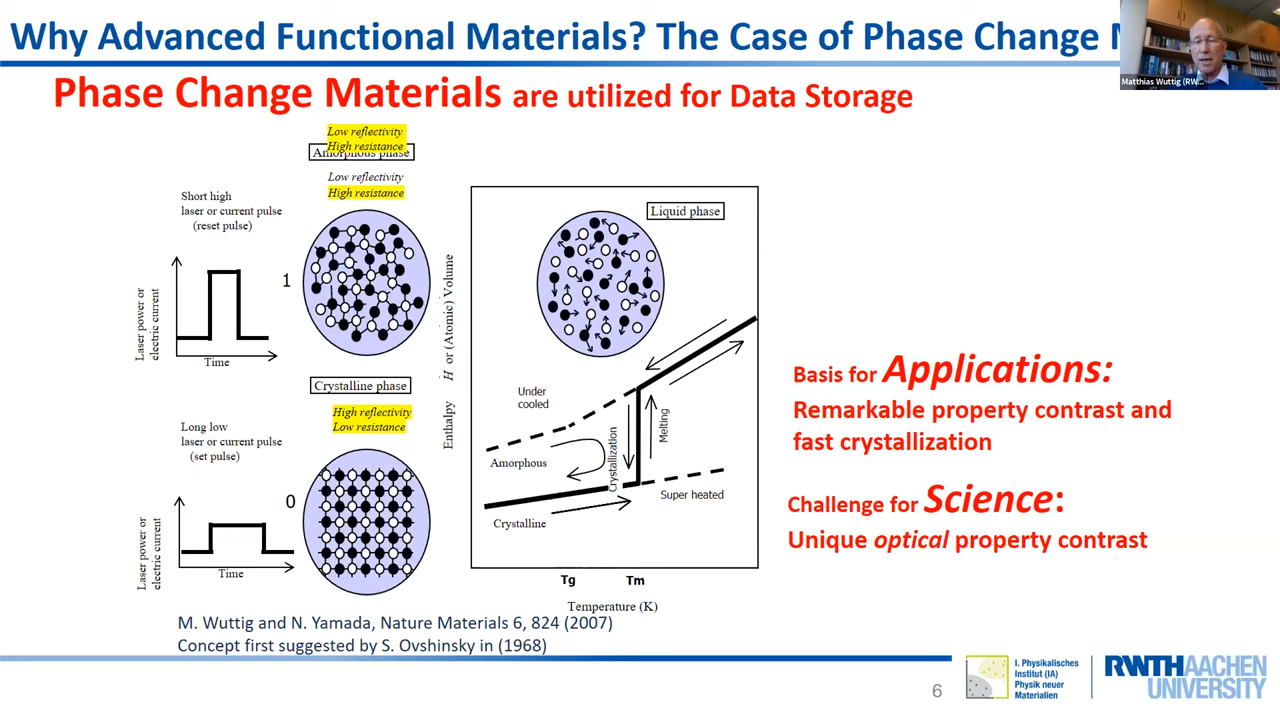 Why Advanced Functional Materials? The Case of Phase Change
Matthias Wuttig (RW...
Phase Change Materials are utilized for Data Storage
Low reflectivity
High resistance
Amorphous phase
Low reflectivity
High resistance
Short high
laser or current pulse
(reset pulse)
Laser power or
electric current
Time
1
Crystalline phase
High reflectivity
Low resistance
Long low
laser or current pulse
(set pulse)
Laser power or
electric current
Time
0
Enthalpy H or (Atomic) Volume
Liquid phase
Under
cooled
Amorphous
Crystallization
Melting
Super heated
Crystalline
Tg
Tm
Temperature (K)
Basis for Applications:
Remarkable property contrast and
fast crystallization
Challenge for Science:
Unique optical property contrast
M. Wuttig and N. Yamada, Nature Materials 6, 824 (2007)
Concept first suggested by S. Ovshinsky in (1968)
6
I. Physikalisches
Institut (IA)
Physik neuer
Materialien
RWTHAACHEN
UNIVERSITY